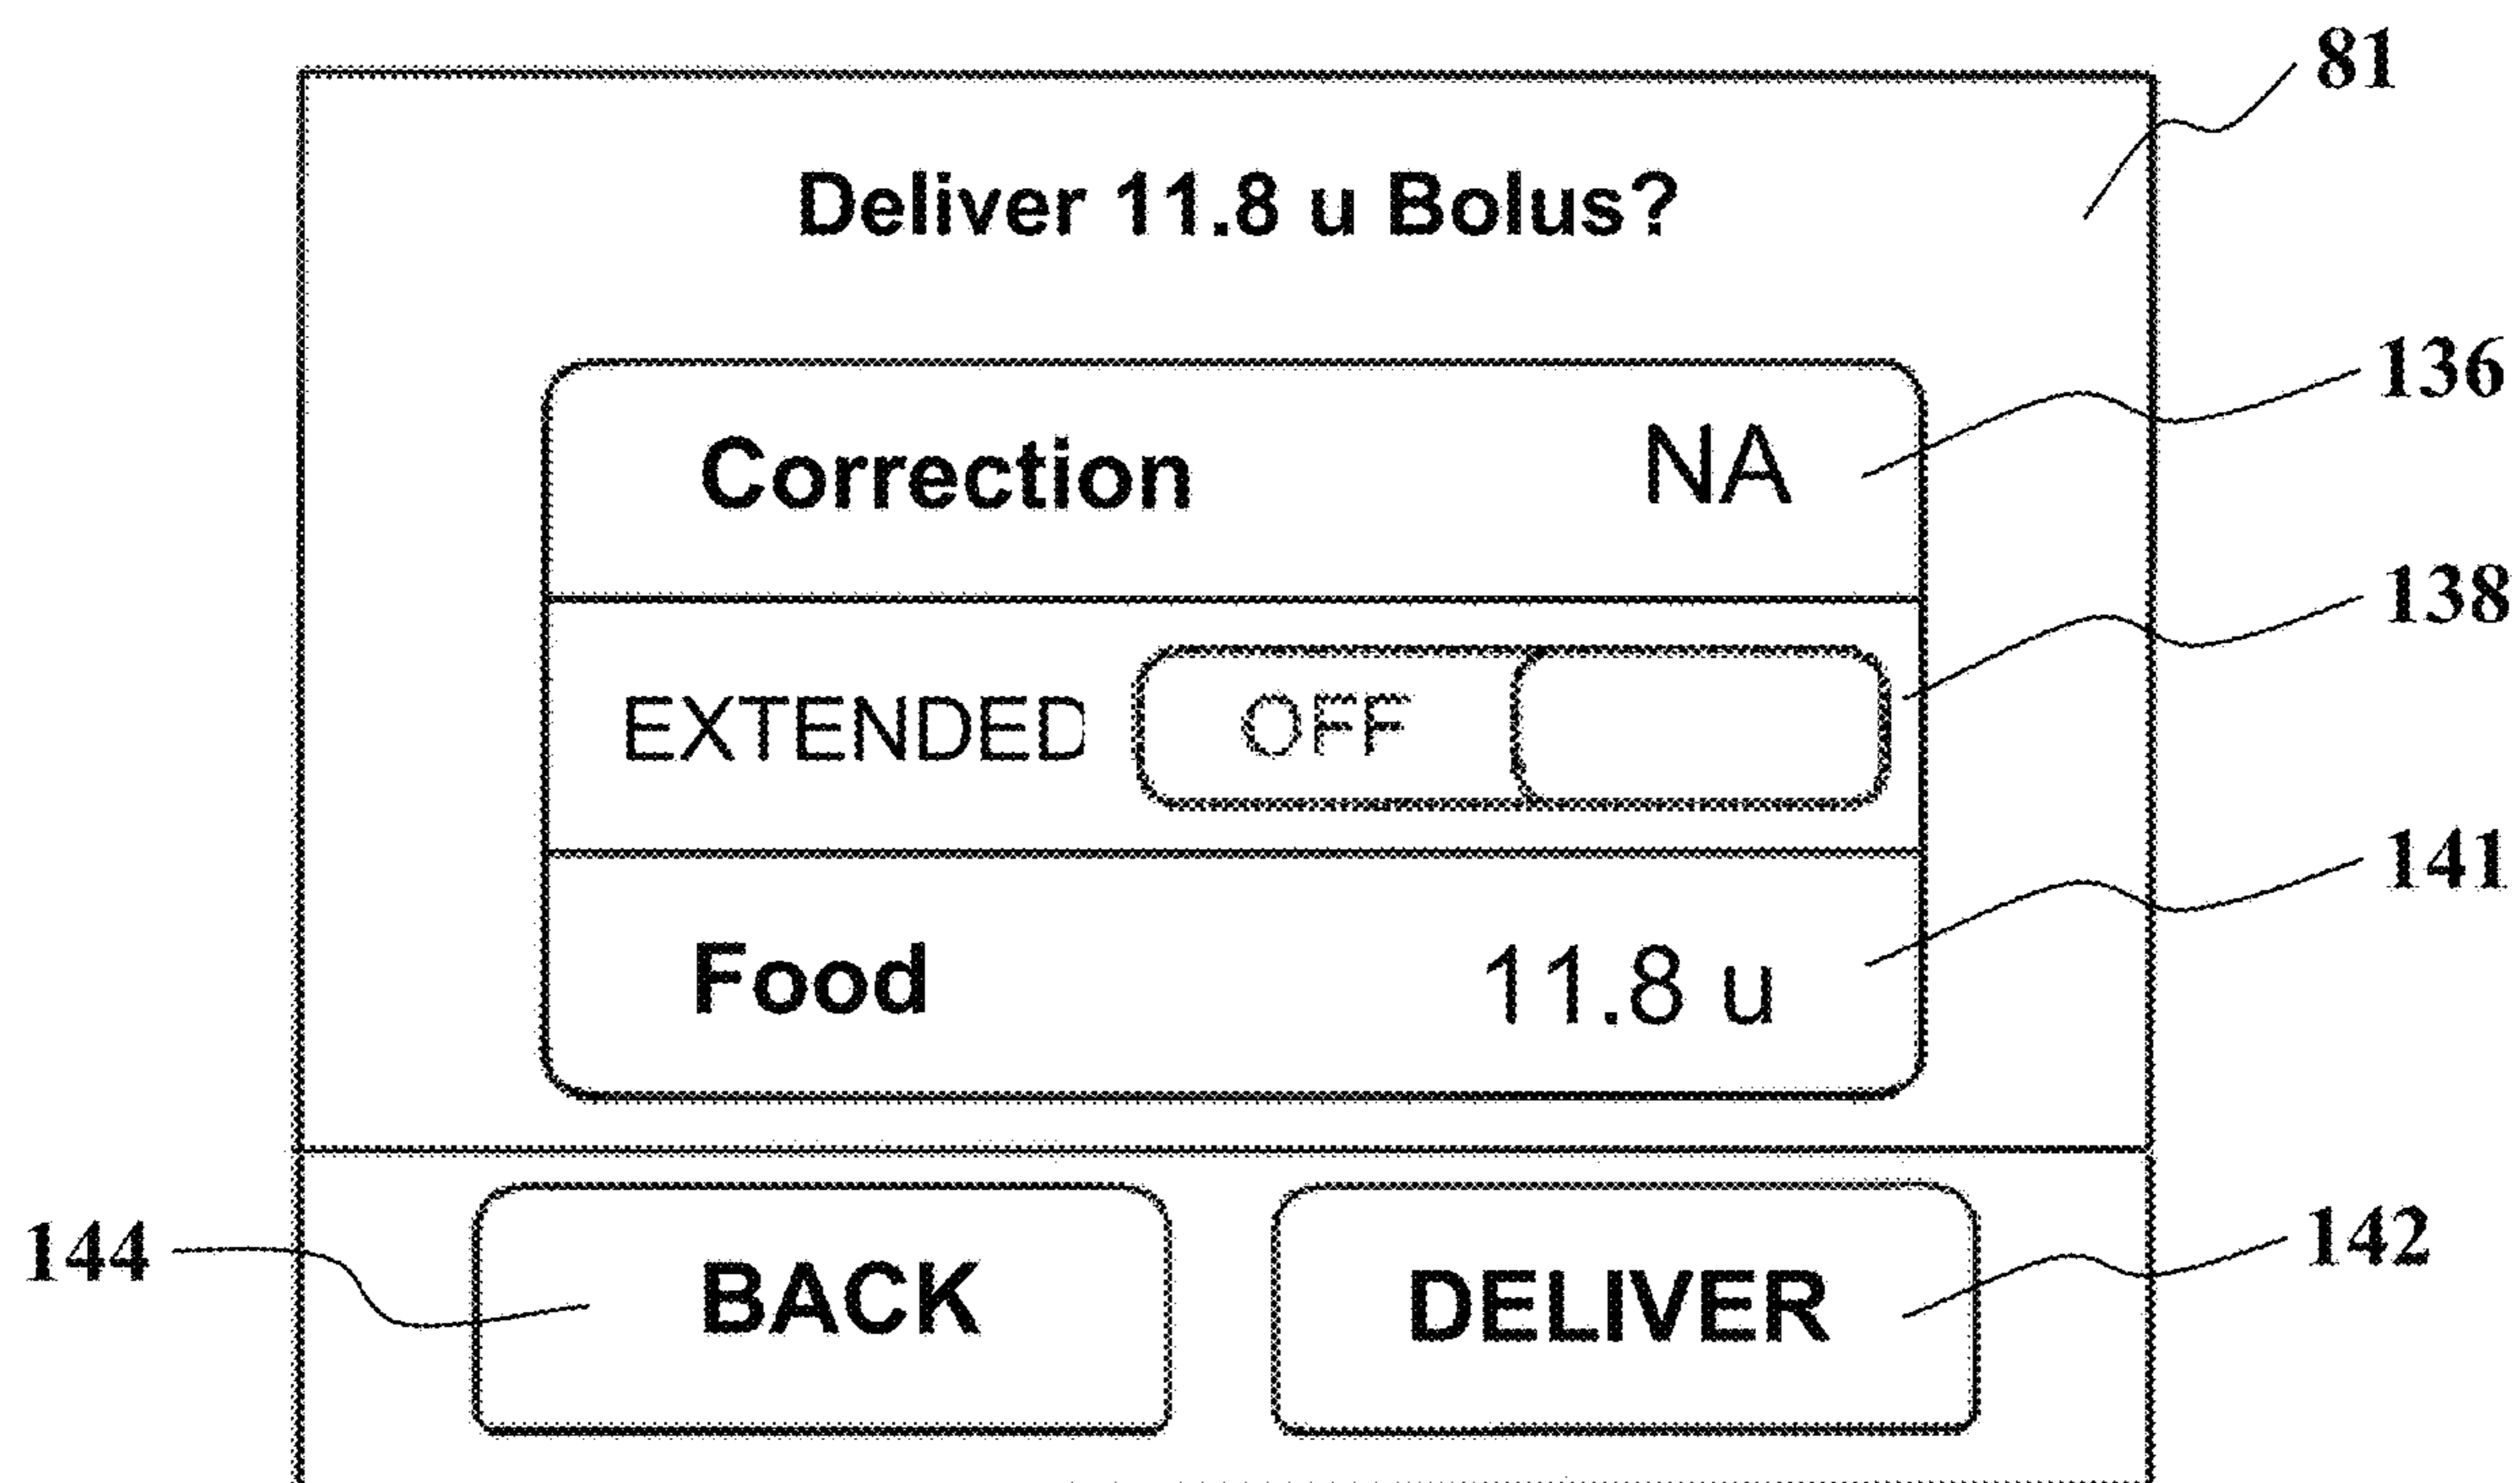 81
Deliver 11.8 u Bolus?
136
Correction NA
138
EXTENDED OFF
141
Food 11.8 u
144 BACK DELIVER 142